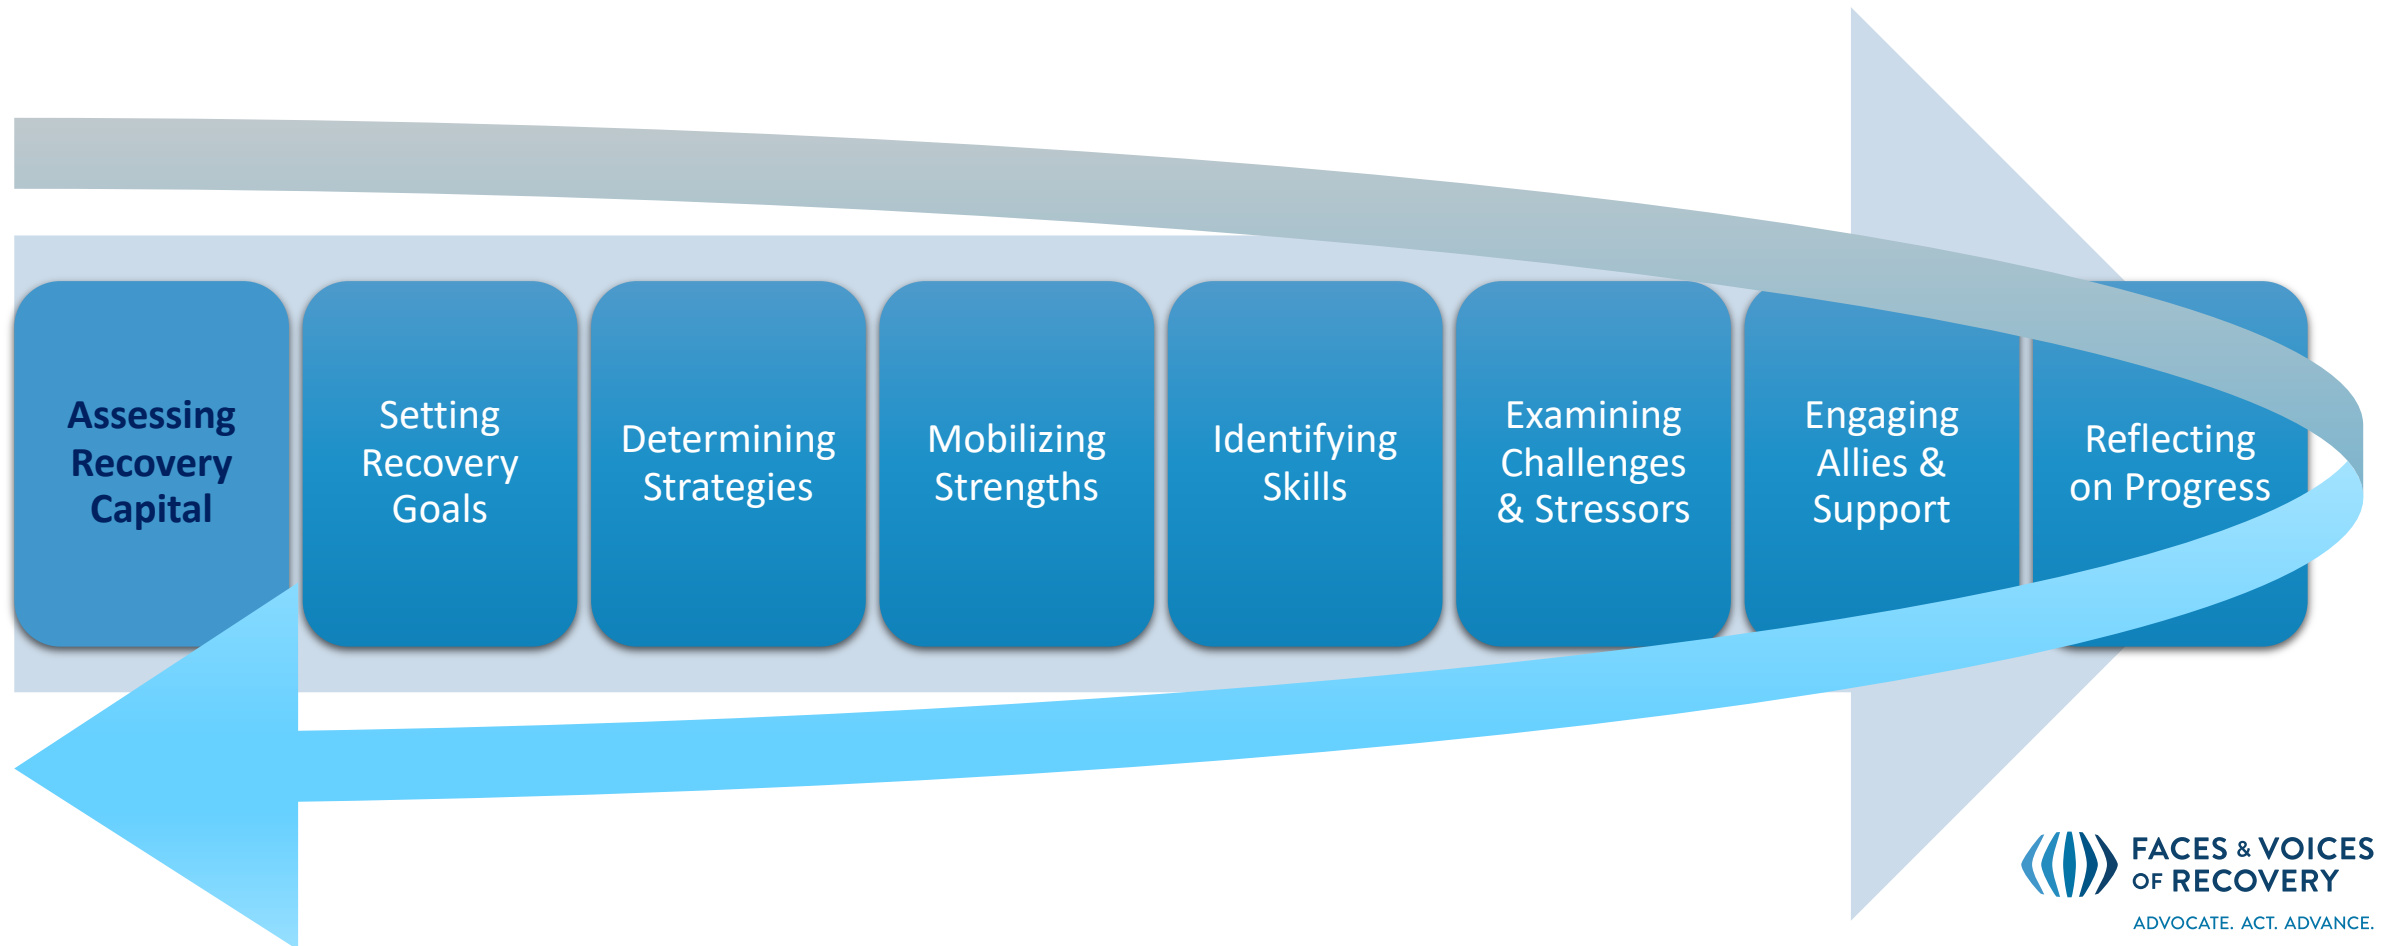 Assessing
Recovery
Capital
Setting
Recovery
Goals
Determining
Strategies
Mobilizing
Strengths
Identifying
Skills
Examining
Challenges
& Stressors
Engaging
Allies &
Support
Reflecting
on Progress
FACES & VOICES
OF RECOVERY
ADVOCATE. ACT. ADVANCE.